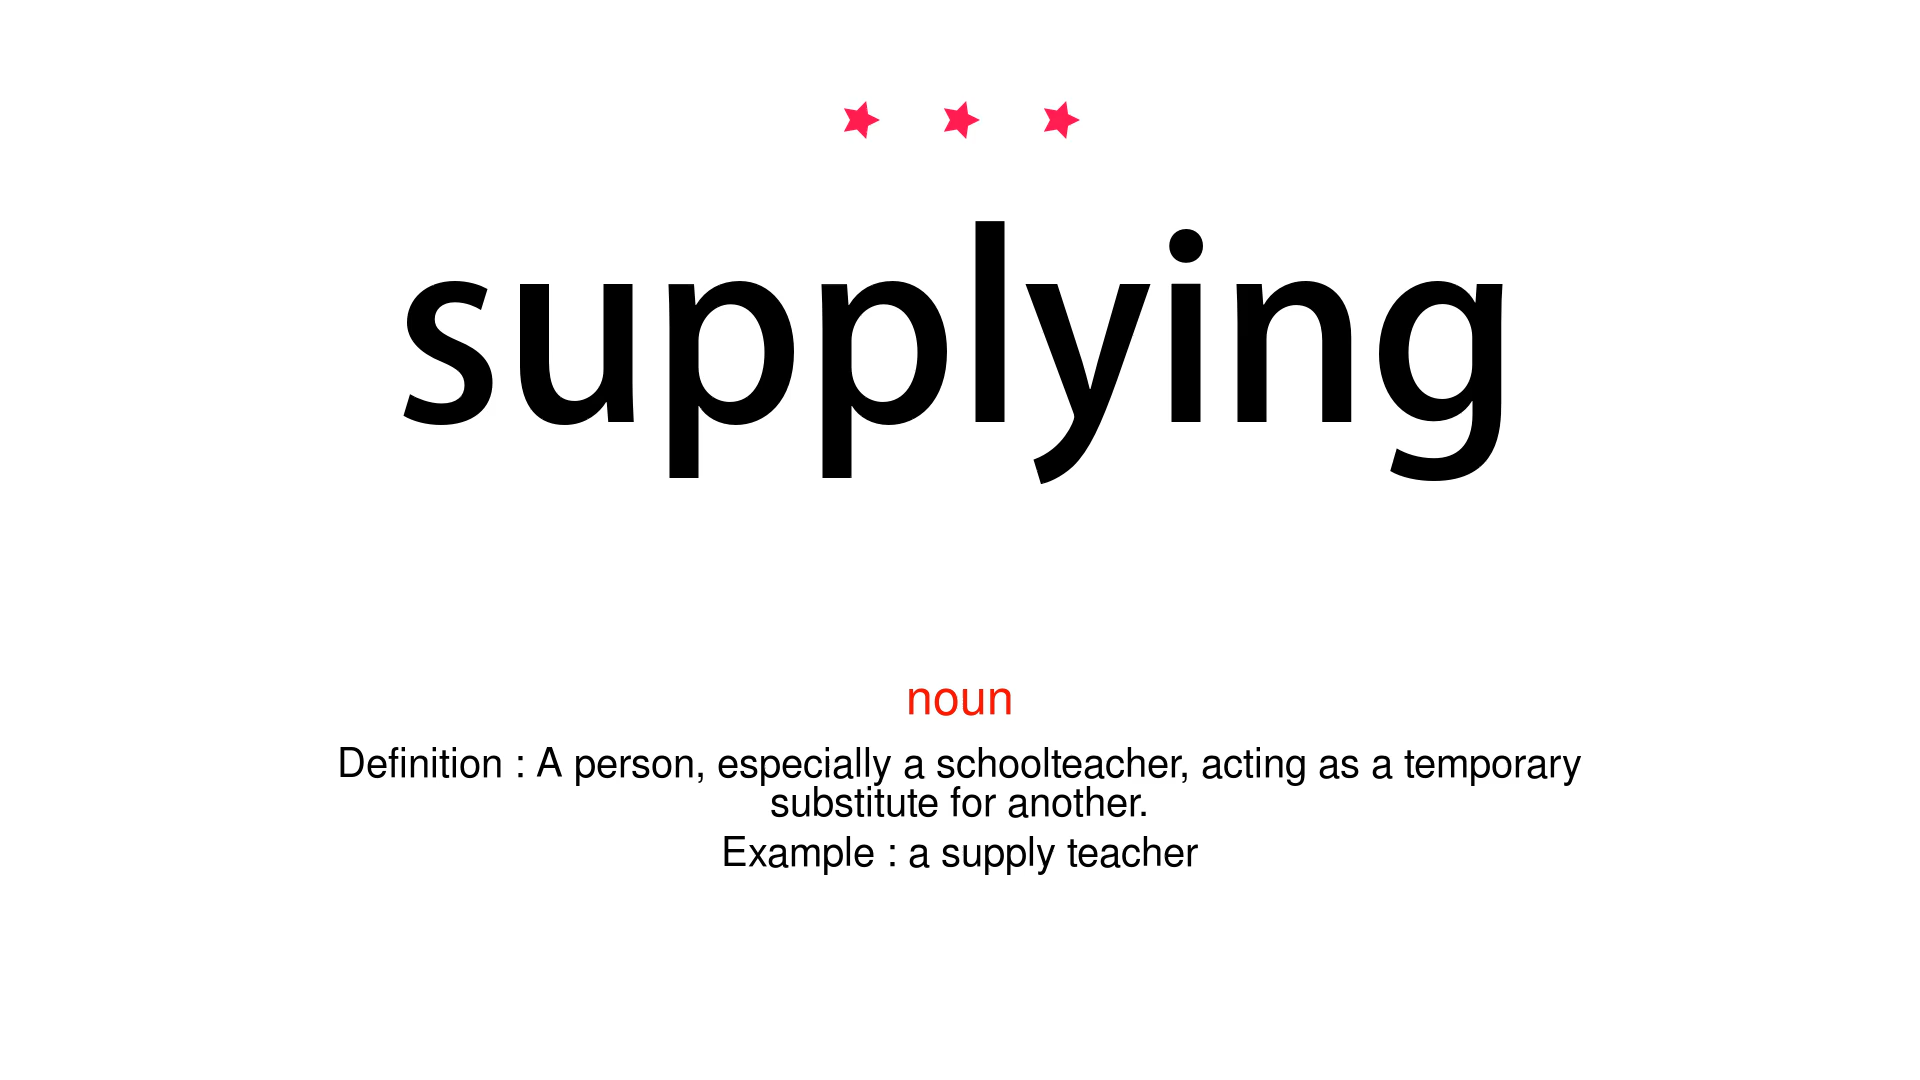 supplying
noun
Definition : A person, especially a schoolteacher, acting as a temporary
substitute for another.
Example : a supply teacher